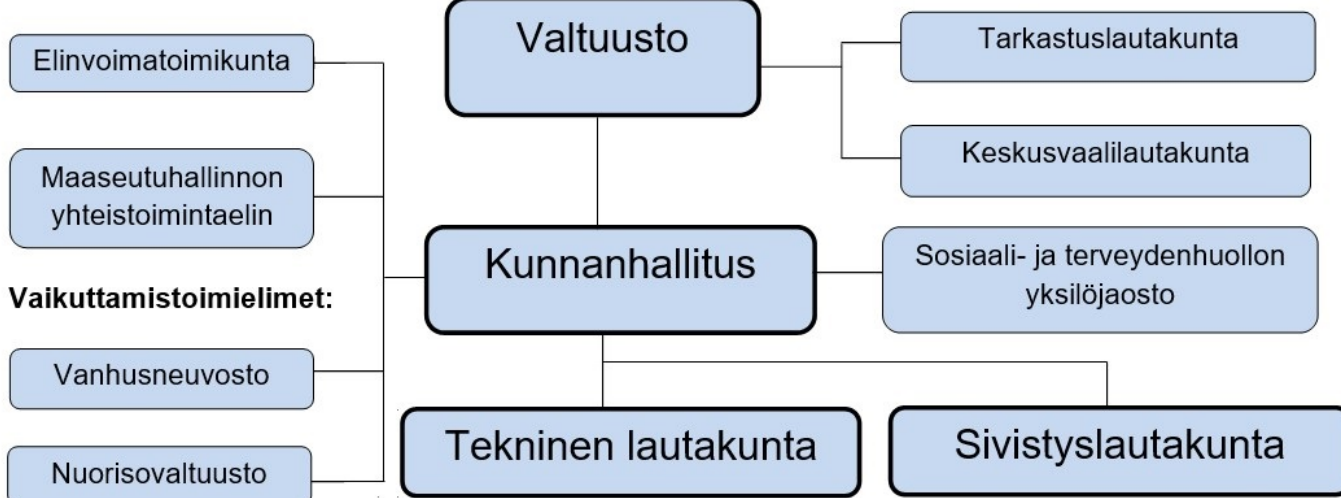 Valtuusto
Tarkastuslautakunta
Elinvoimatoimikunta
Keskusvaalilautakunta
Maaseutuhallinnon
yhteistoimintaelin
Kunnanhallitus
Sosiaali- ja terveydenhuollon
yksilöjaosto
Vaikuttamistoimielimet:
Vanhusneuvosto
Tekninen lautakunta
Sivistyslautakunta
Nuorisovaltuusto